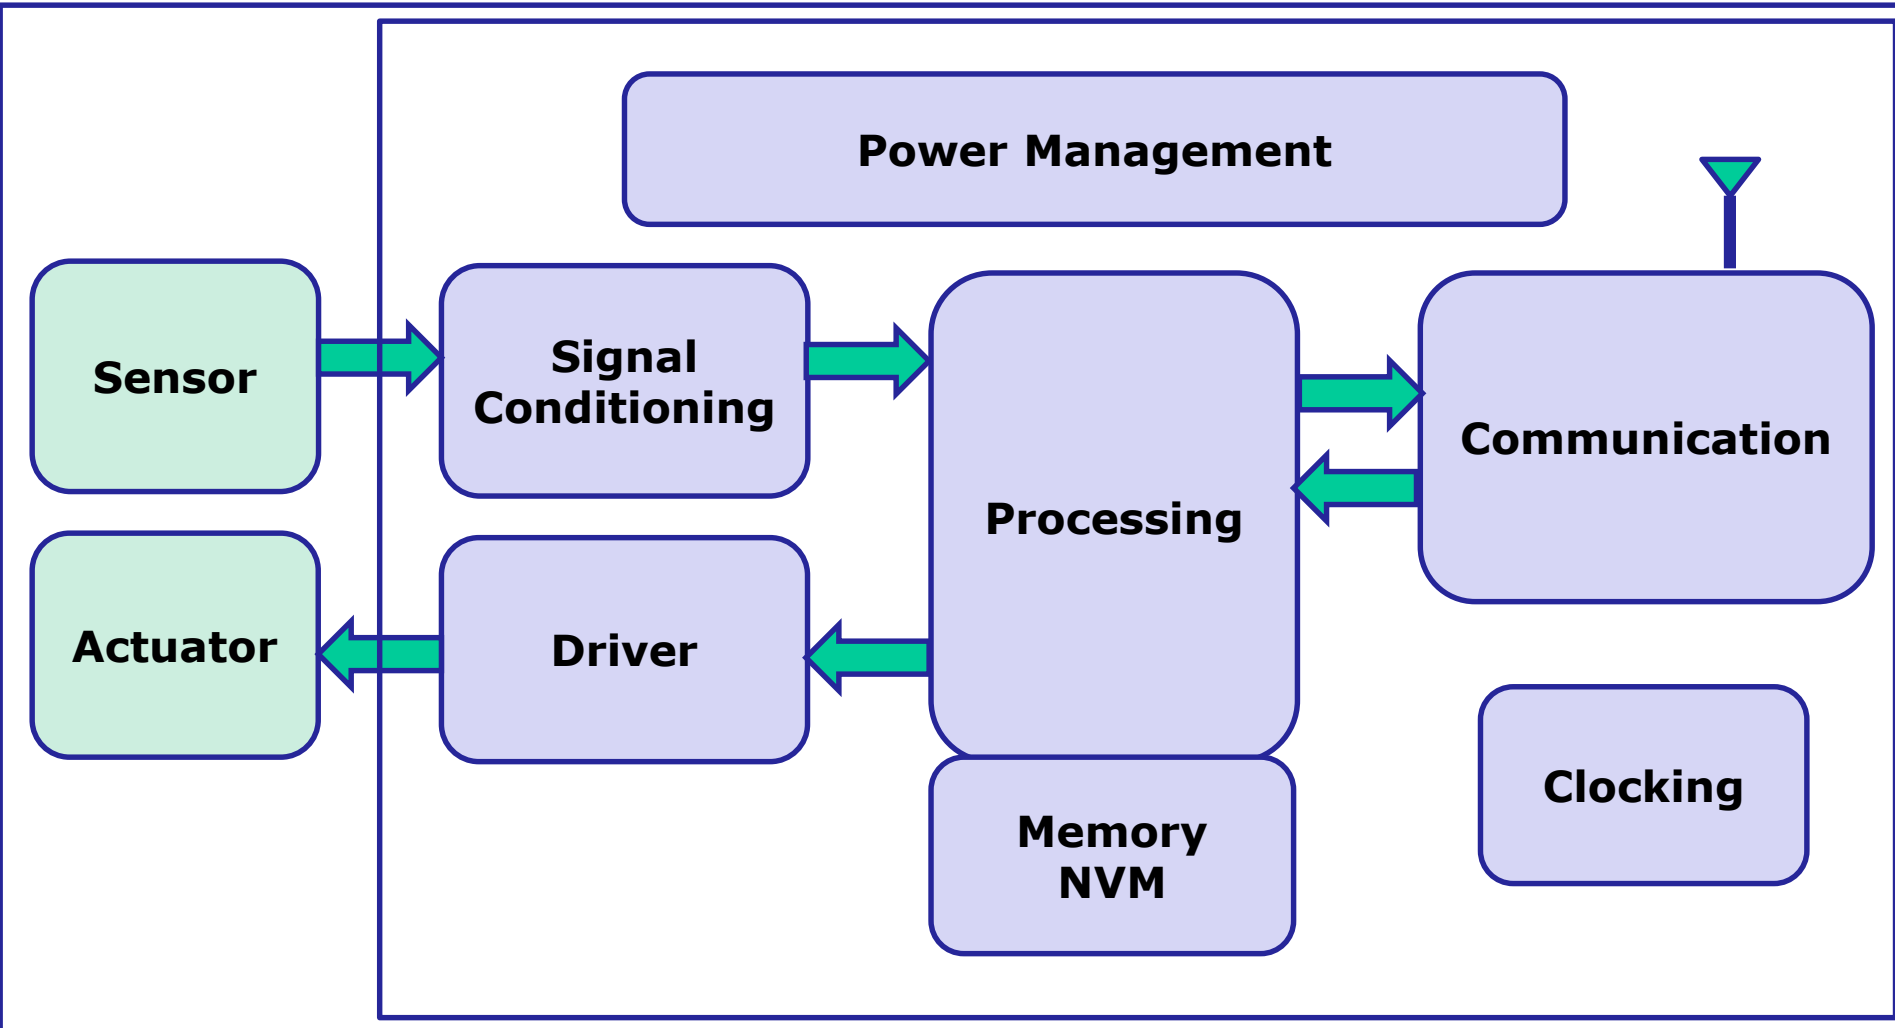 Power Management
Sensor
Signal
Conditioning
Processing
Communication
Actuator
Driver
Memory
NVM
Clocking